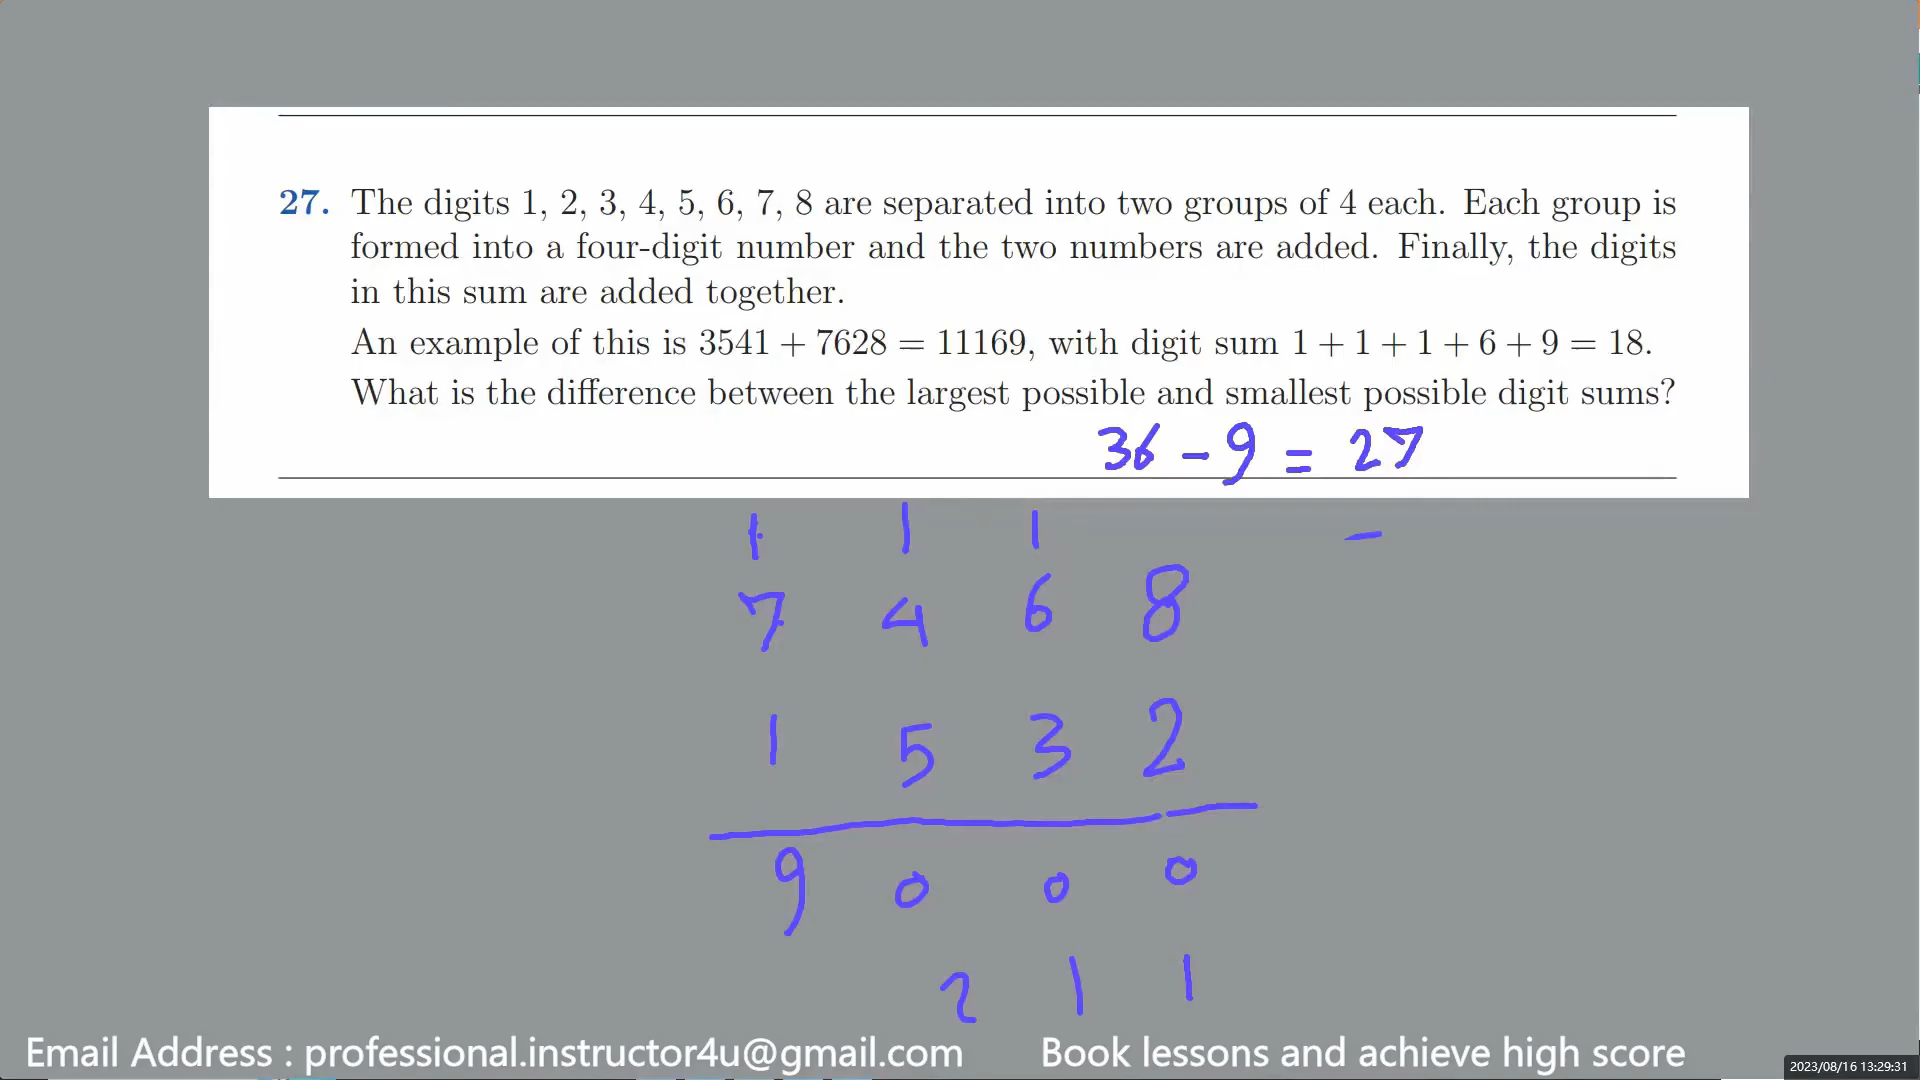 27. The digits 1, 2, 3, 4, 5, 6, 7, 8 are separated into two groups of 4 each. Each group is
formed into a four-digit number and the two numbers are added. Finally, the digits
in this sum are added together.
An example of this is 3541 + 7628 = 11169, with digit sum 1 + 1 + 1 + 6 + 9 = 18.
What is the difference between the largest possible and smallest possible digit sums?
36 - 9 = 27
1 1 1 -
7 4 6 8
1 5 3 2
9 0 0 0
2 1 1
Email Address : professional.instructor4u@gmail.com Book lessons and achieve high score
2023/08/16 13:29:31